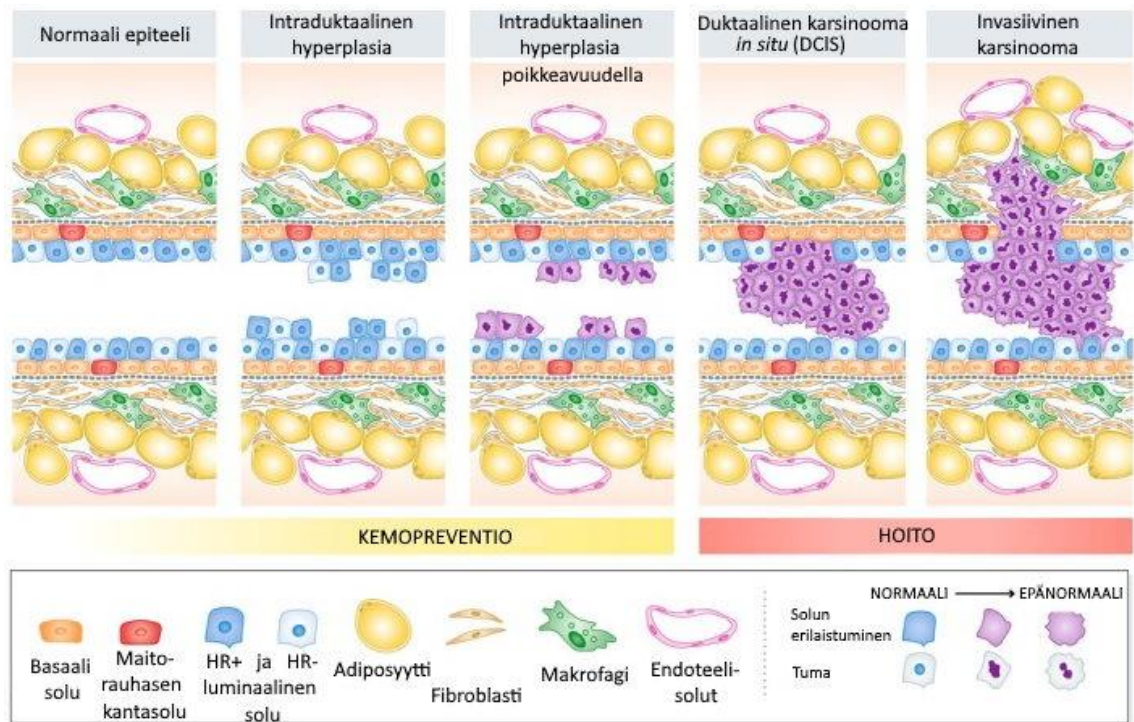 Normaali epiteeli
Intraduktaalinen
hyperplasia
Intraduktaalinen
hyperplasia
poikkeavuudella
Duktaalinen karsinooma
in situ (DCIS)
Invasiivinen
karsinooma
KEMOPREVENTIO
HOITO
Basaali
solu
Maito-
rauhasen
kantasolu
HR+ ja HR-
luminaalinen
solu
Adiposyytti
Fibroblasti
Makrofagi
Endoteeli-
solut
NORMAALI
EPÄNORMAALI
Solun
erilaistuminen
Tuma